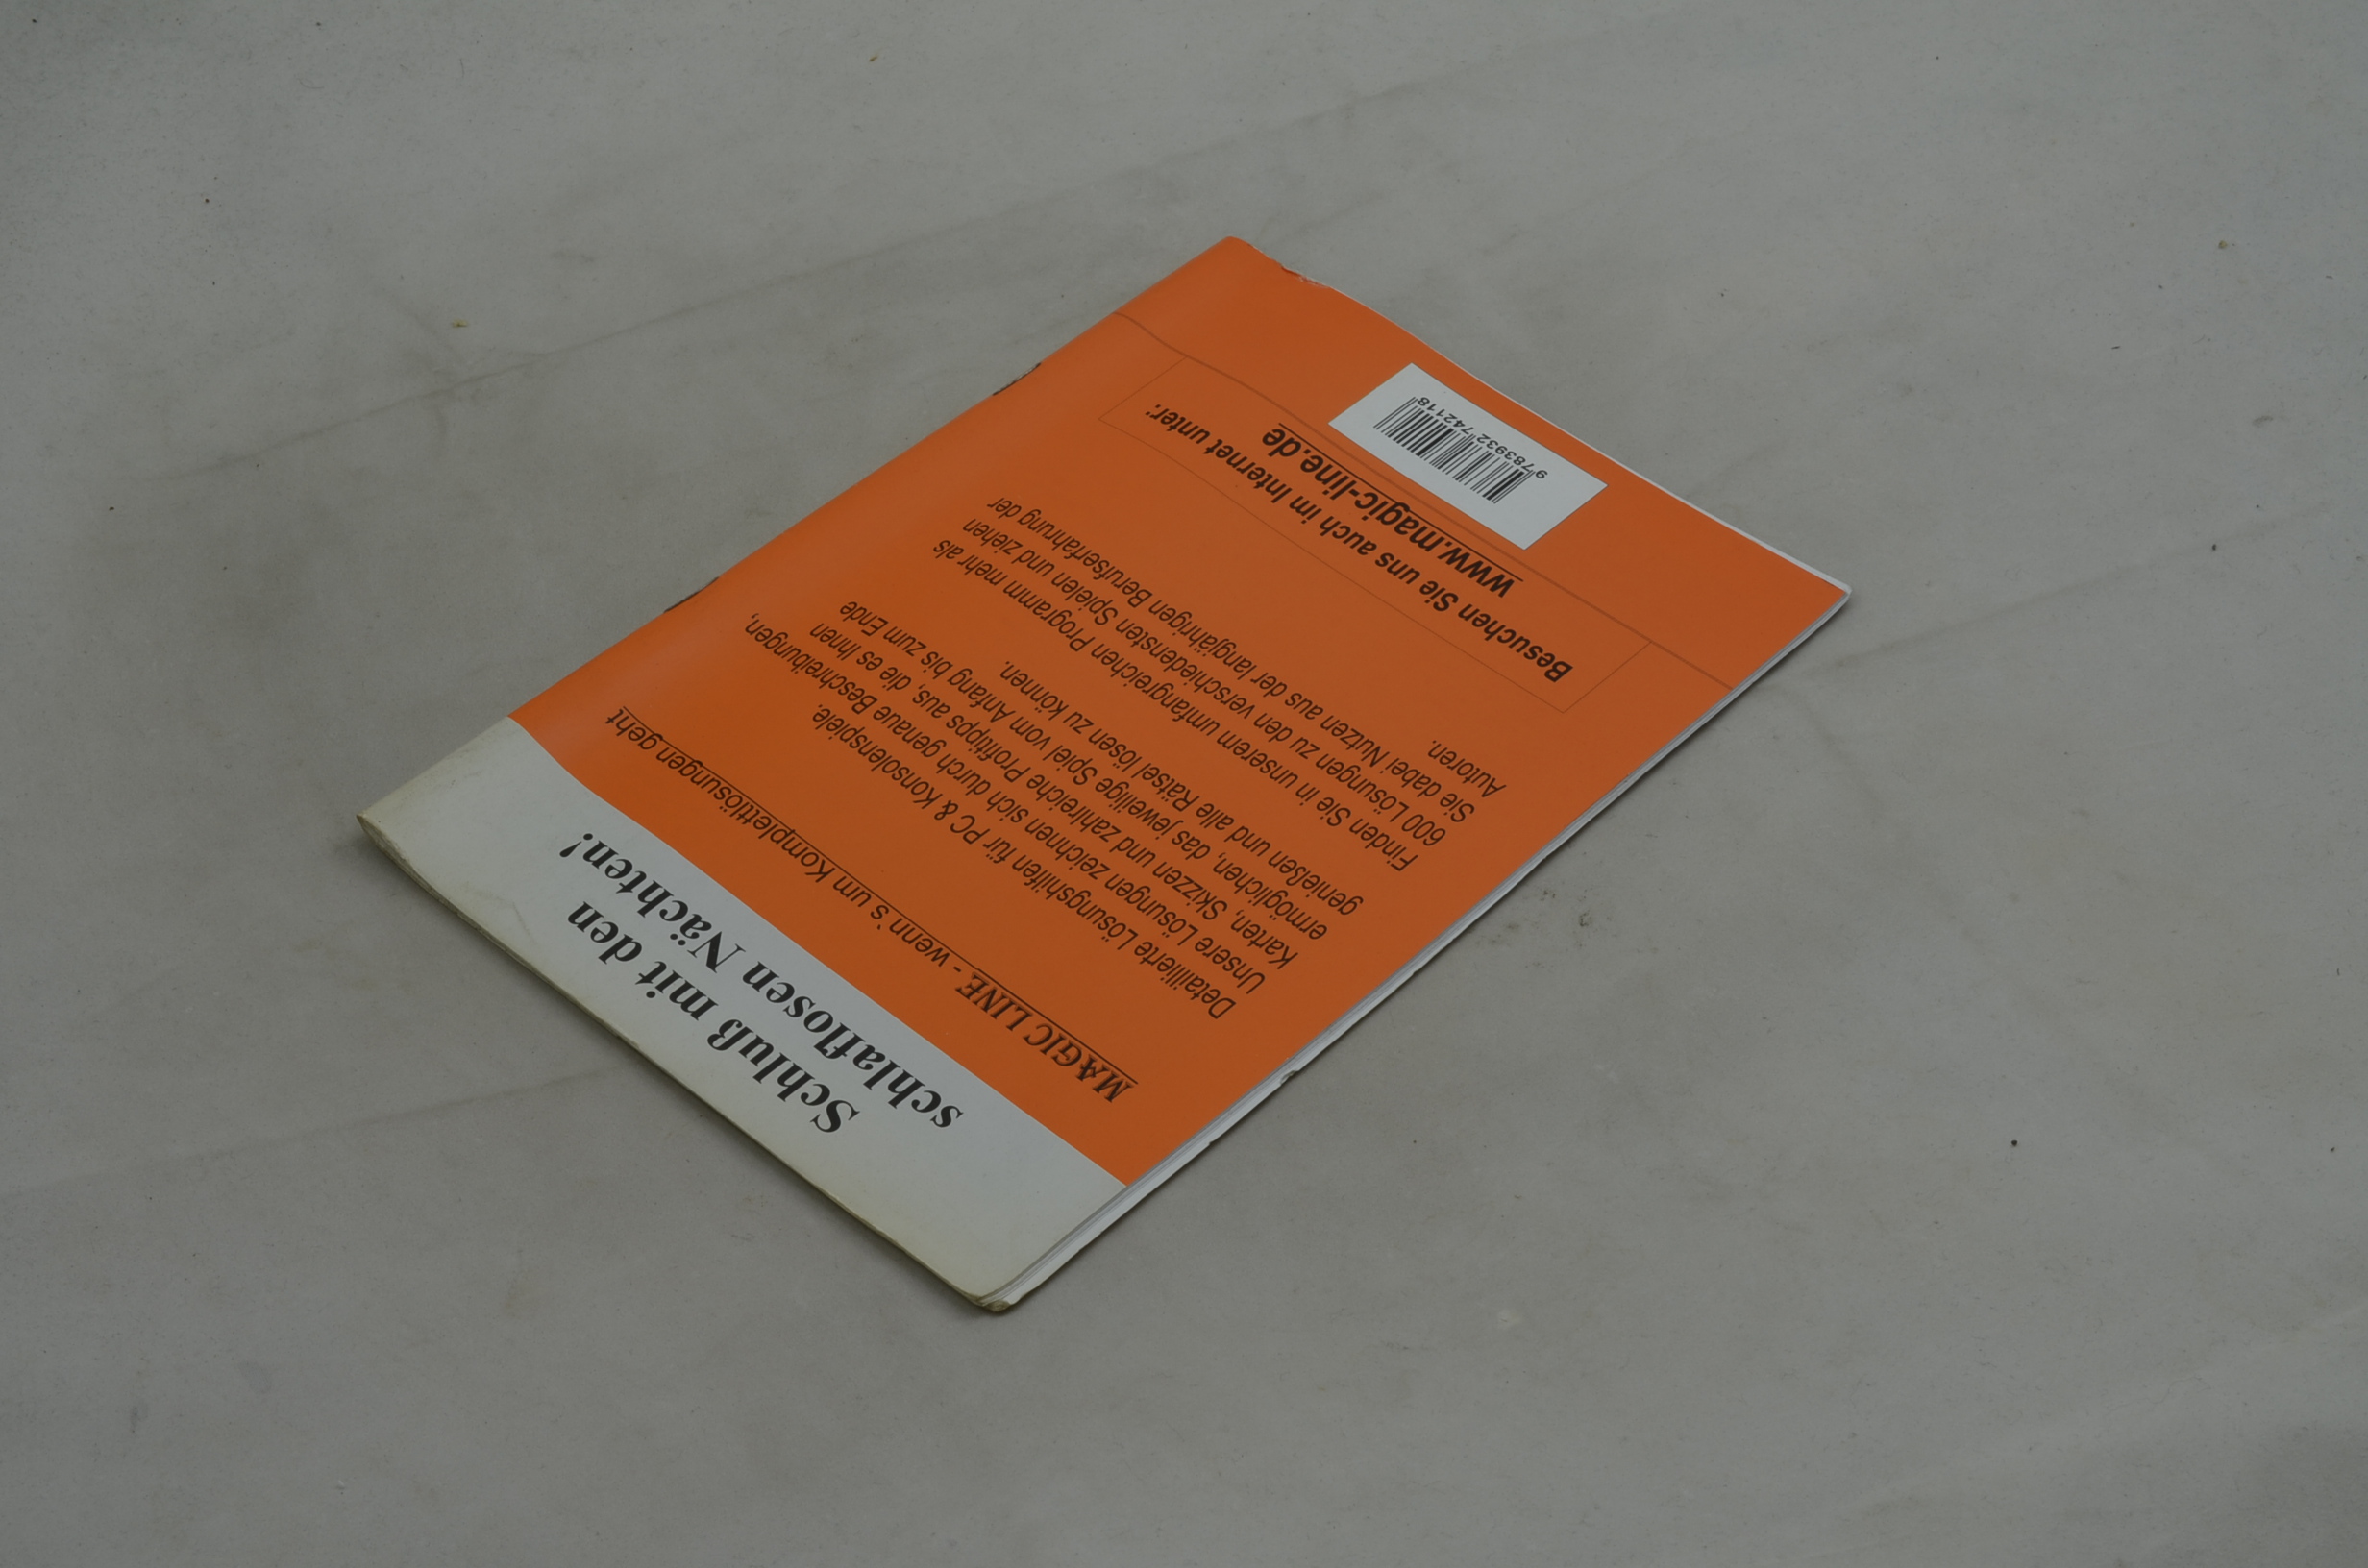 Schluß mit den
schlaflosen Nächten!
MAGIC LINE - wenn`s um Komplettlösungen geht
Detaillierte Lösungshilfen für PC & Konsolenspiele.
Unsere Lösungen zeichnen sich durch genaue Beschreibungen,
Karten, Skizzen und zahlreiche Profitipps aus, die es Ihnen
ermöglichen, das jeweilige Spiel vom Anfang bis zum Ende
genießen und alle Rätsel lösen zu können.
Finden Sie in unserem umfangreichen Programm mehr als
600 Lösungen zu den verschiedensten Spielen und ziehen
Sie dabei Nutzen aus der langjährigen Berufserfahrung der
Autoren.
Besuchen Sie uns auch im Internet unter:
www.magic-line.de
9 783932 742118